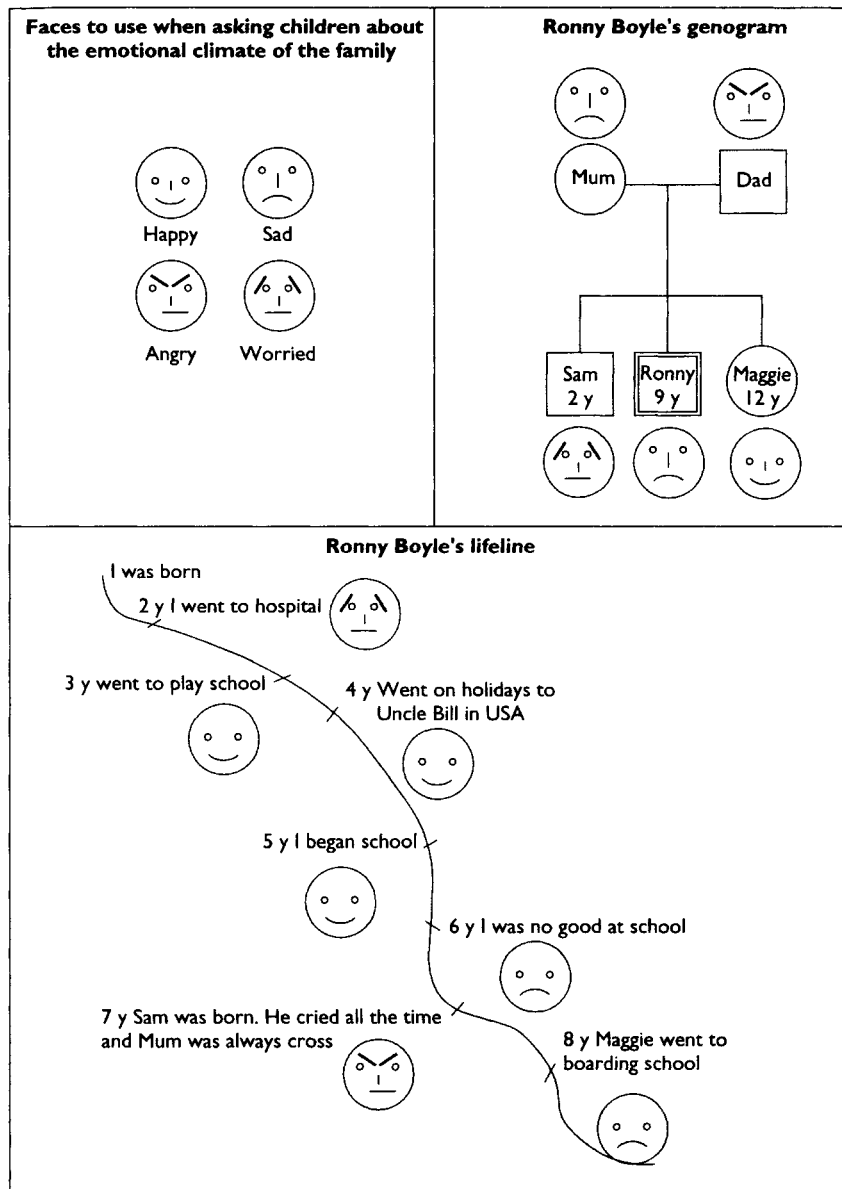 Faces to use when asking children about
the emotional climate of the family
Happy
Sad
Angry
Worried
Ronny Boyle's genogram
Mum
Dad
Sam
2 y
Ronny
9 y
Maggie
12 y
Ronny Boyle's lifeline
I was born
2 y I went to hospital
3 y went to play school
4 y Went on holidays to
Uncle Bill in USA
5 y I began school
6 y I was no good at school
7 y Sam was born. He cried all the time
and Mum was always cross
8 y Maggie went to
boarding school